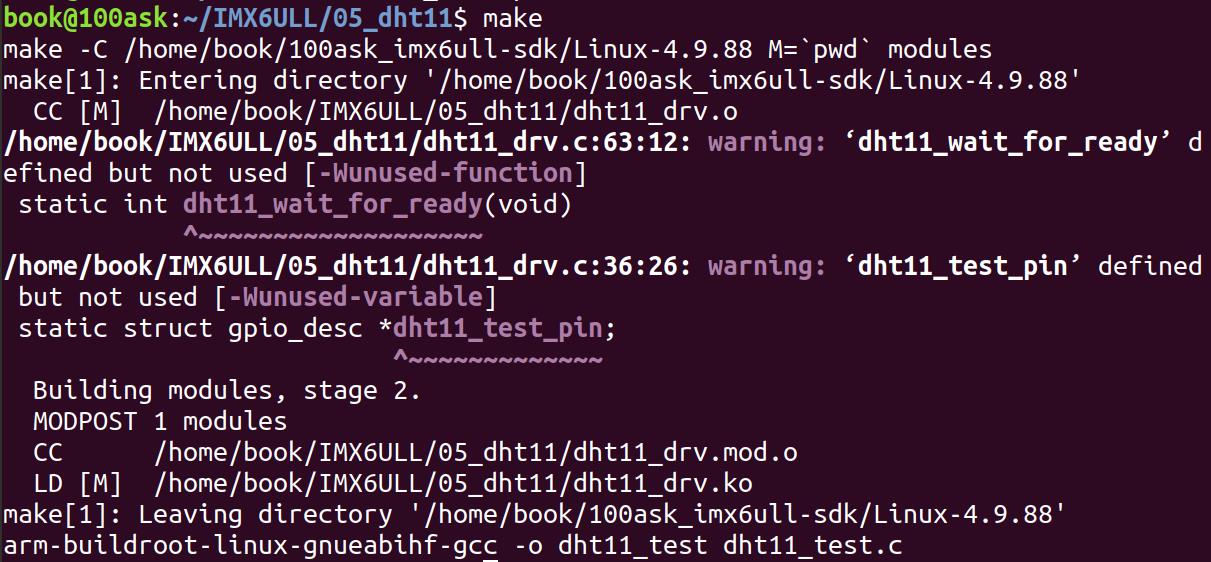 book@100ask:~/IMX6ULL/05_dht11$ make
make -C /home/book/100ask_imx6ull-sdk/Linux-4.9.88 M=`pwd` modules
make[1]: Entering directory '/home/book/100ask_imx6ull-sdk/Linux-4.9.88'
  CC [M]  /home/book/IMX6ULL/05_dht11/dht11_drv.o
/home/book/IMX6ULL/05_dht11/dht11_drv.c:63:12: warning: ‘dht11_wait_for_ready’ d
efined but not used [-Wunused-function]
 static int dht11_wait_for_ready(void)
            ^~~~~~~~~~~~~~~~~~~~
/home/book/IMX6ULL/05_dht11/dht11_drv.c:36:26: warning: ‘dht11_test_pin’ defined
 but not used [-Wunused-variable]
 static struct gpio_desc *dht11_test_pin;
                          ^~~~~~~~~~~~~~
  Building modules, stage 2.
  MODPOST 1 modules
  CC      /home/book/IMX6ULL/05_dht11/dht11_drv.mod.o
  LD [M]  /home/book/IMX6ULL/05_dht11/dht11_drv.ko
make[1]: Leaving directory '/home/book/100ask_imx6ull-sdk/Linux-4.9.88'
arm-buildroot-linux-gnueabihf-gcc -o dht11_test dht11_test.c